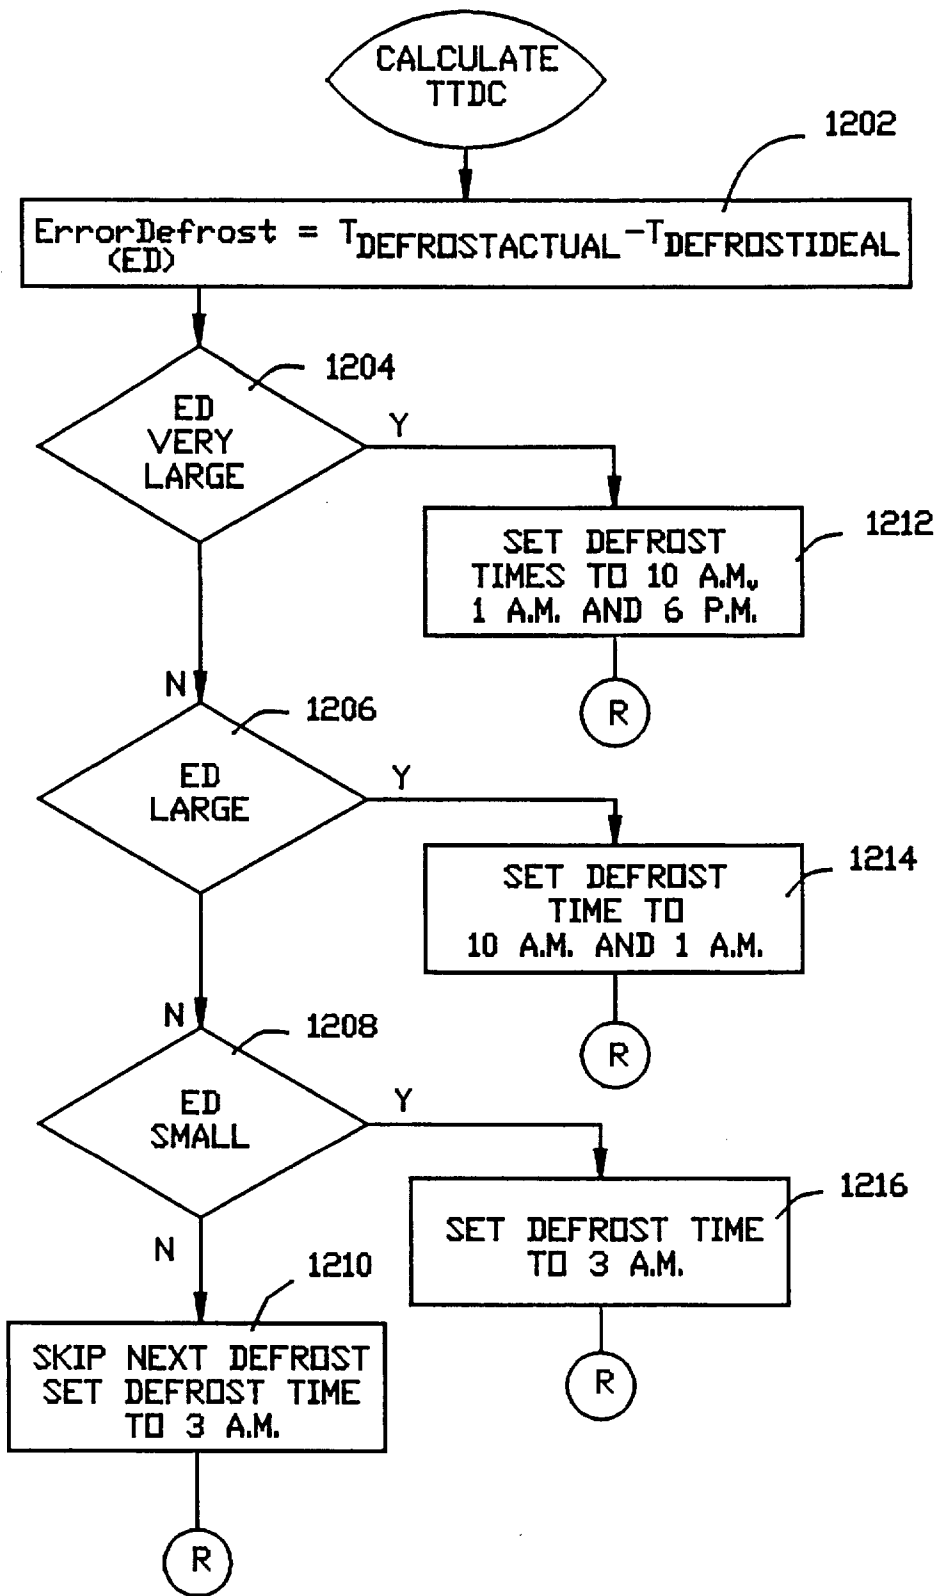 CALCULATE
TTDC
1202
ErrorDefrost = TDEFROSTACTUAL -TDEFROSTIDEAL
(ED)
1204
ED
VERY
LARGE
Y
1212
SET DEFROST
TIMES TO 10 A.M.,
1 A.M. AND 6 P.M.
R
N
1206
ED
LARGE
Y
1214
SET DEFROST
TIME TO
10 A.M. AND 1 A.M.
R
N
1208
ED
SMALL
Y
1216
SET DEFROST TIME
TO 3 A.M.
R
N
1210
SKIP NEXT DEFROST
SET DEFROST TIME
TO 3 A.M.
R